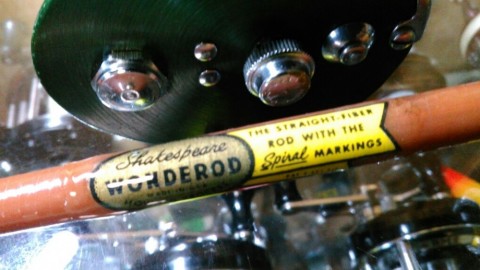 Shakespeare
WONDEROD
THE STRAIGHT-FIBER
ROD WITH THE
Spiral MARKINGS